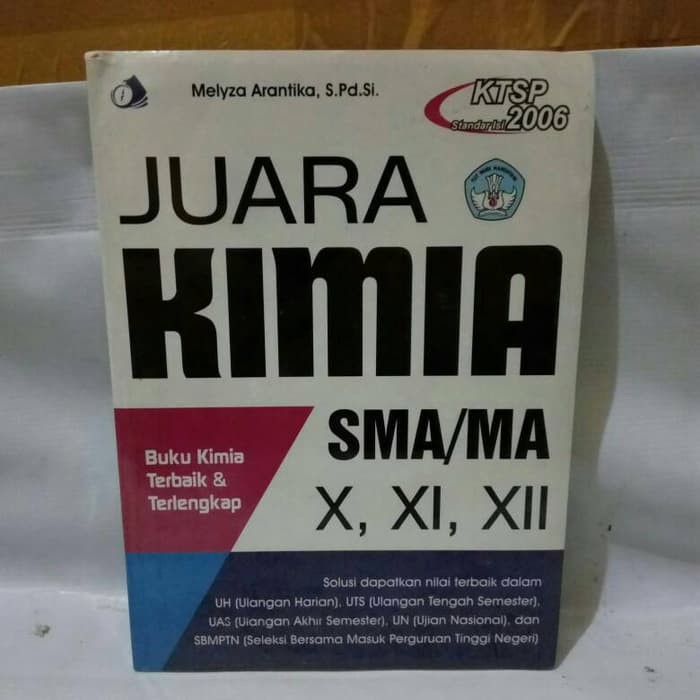 Melyza Arantika, S.Pd.Si.
KTSP
Standar Isi 2006
JUARA
KIMIA
SMA/MA
X, XI, XII
Buku Kimia
Terbaik &
Terlengkap
Solusi dapatkan nilai terbaik dalam
UH (Ulangan Harian), UTS (Ulangan Tengah Semester),
UAS (Ulangan Akhir Semester), UN (Ujian Nasional), dan
SBMPTN (Seleksi Bersama Masuk Perguruan Tinggi Negeri)